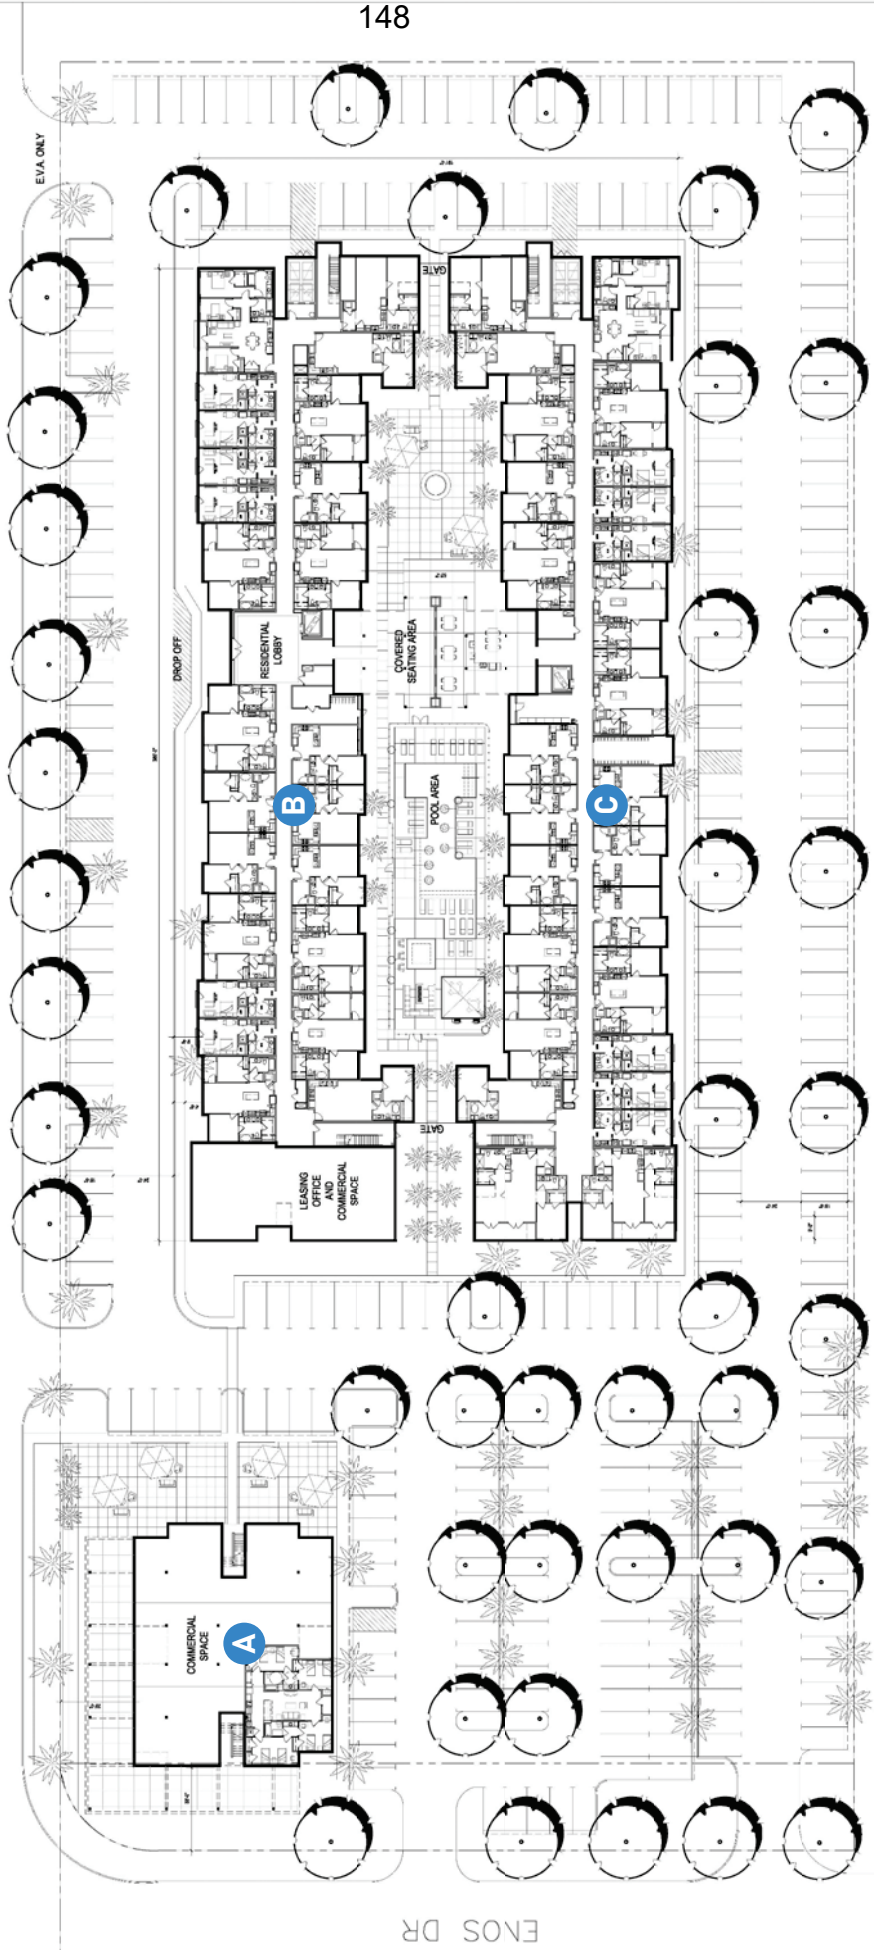 148
E.V.A. ONLY
GATE
DROP OFF
RESIDENTIAL
LOBBY
COVERED
SEATING AREA
POOL AREA
B
C
GATE
LEASING
OFFICE
AND
COMMERCIAL
SPACE
COMMERCIAL
SPACE
A
ENOS DR